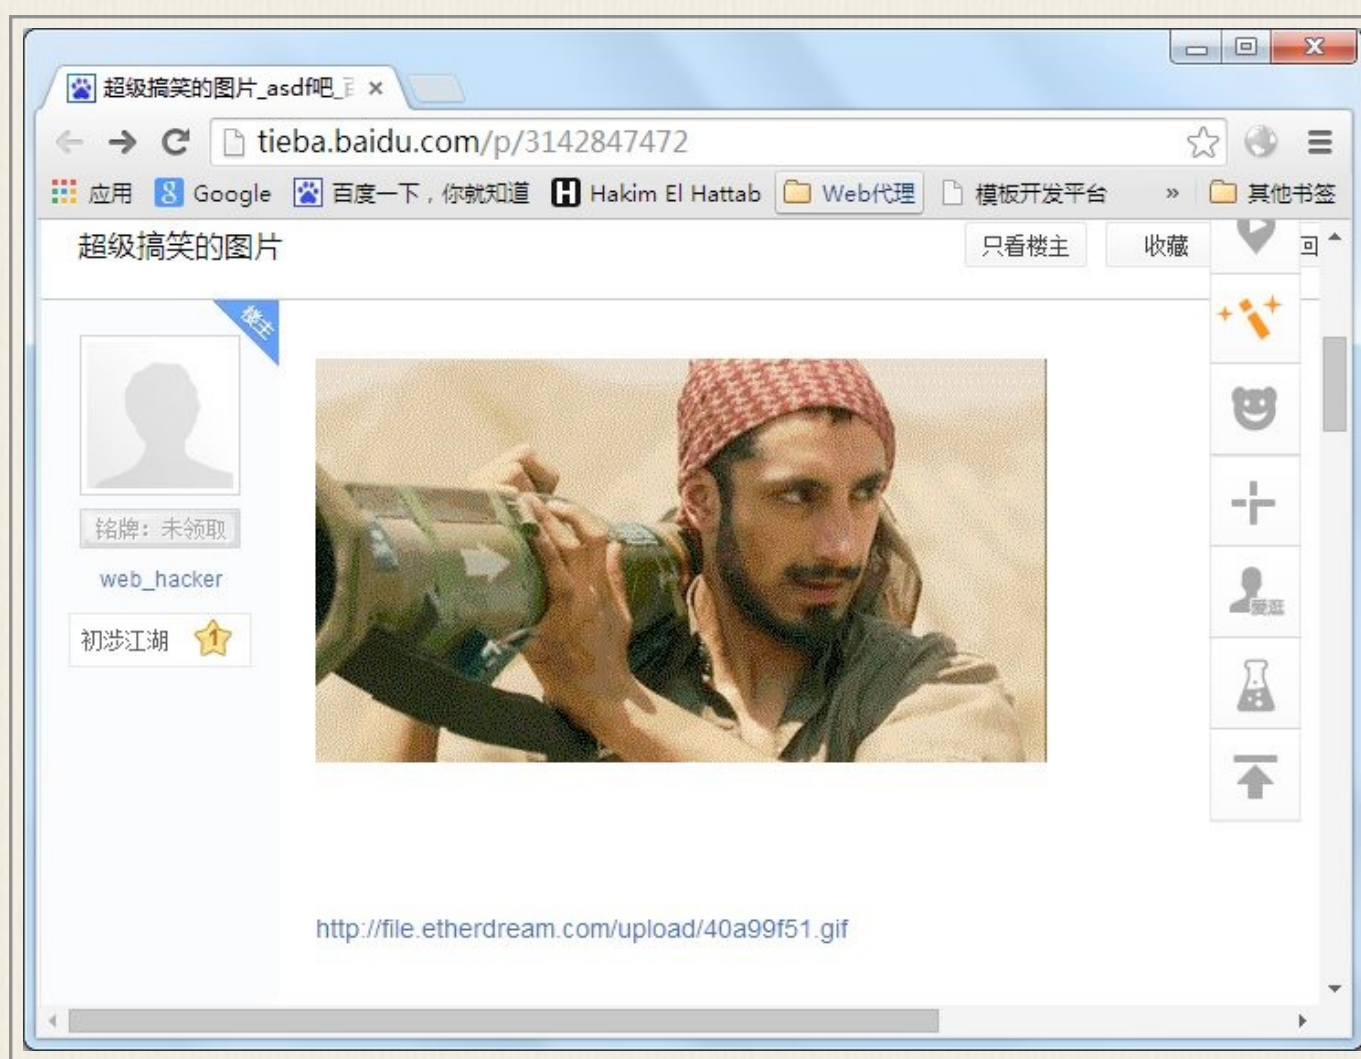 超级搞笑的图片_asdf吧_
tieba.baidu.com/p/3142847472
应用 Google 百度一下，你就知道 Hakim El Hattab Web代理 模板开发平台 » 其他书签
超级搞笑的图片 只看楼主 收藏 回
楼主
铭牌：未领取
web_hacker
爱逛
初涉江湖 1
http://file.etherdream.com/upload/40a99f51.gif